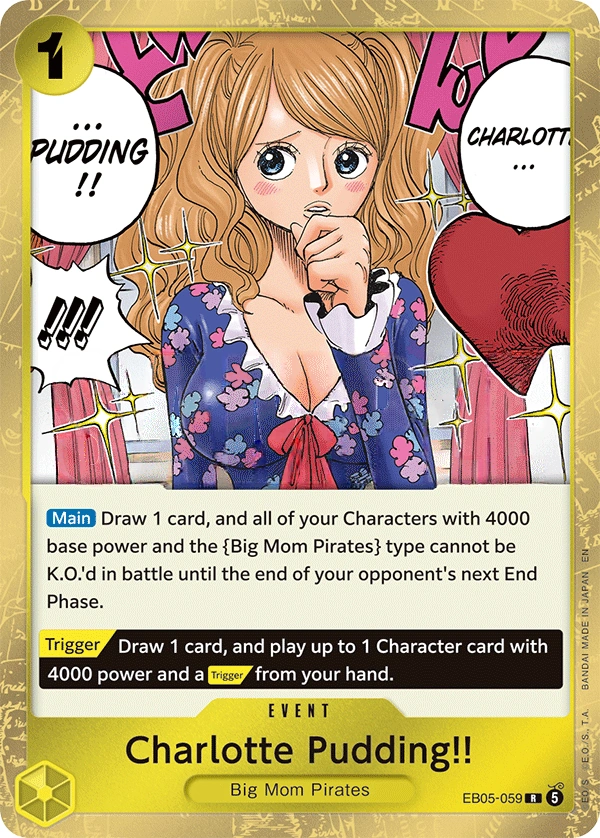 1
...
PUDDING
!!
CHARLOTT
...
!!!
Main Draw 1 card, and all of your Characters with 4000
base power and the {Big Mom Pirates} type cannot be
K.O.'d in battle until the end of your opponent's next End
Phase.
Trigger Draw 1 card, and play up to 1 Character card with
4000 power and a Trigger from your hand.
EVENT
Charlotte Pudding!!
Big Mom Pirates
EB05-059 R 5
BANDAI MADE IN JAPAN EN